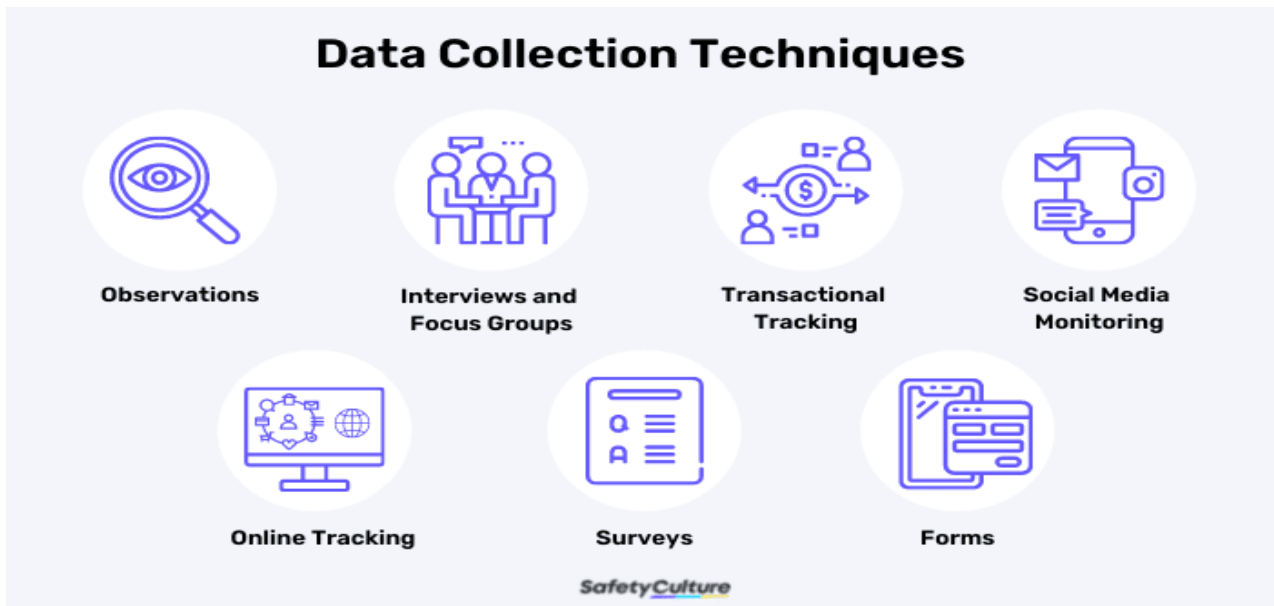 Data Collection Techniques
Observations
Interviews and
Focus Groups
Transactional
Tracking
Social Media
Monitoring
$
Q
A
Online Tracking
Surveys
Forms
SafetyCulture